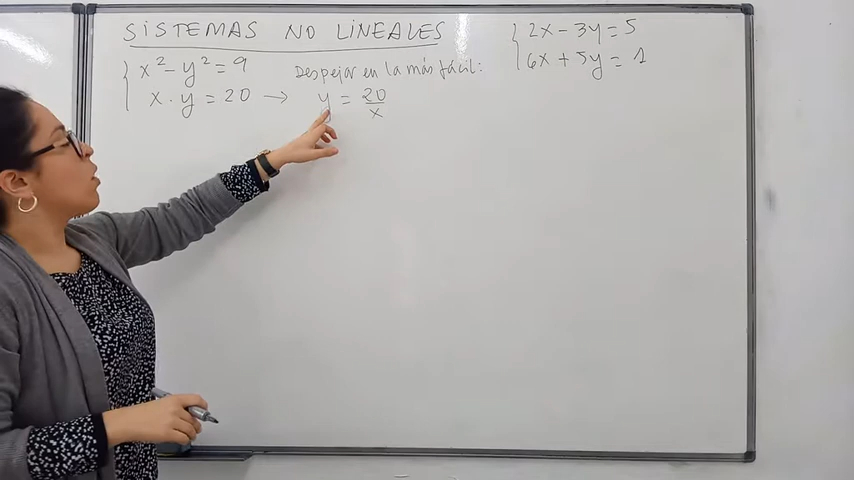 SISTEMAS NO LINEALES
x² - y² = 9
x · y = 20 → y = 20/x
Despejar en la más fácil:
2x - 3y = 5
6x + 5y = 1